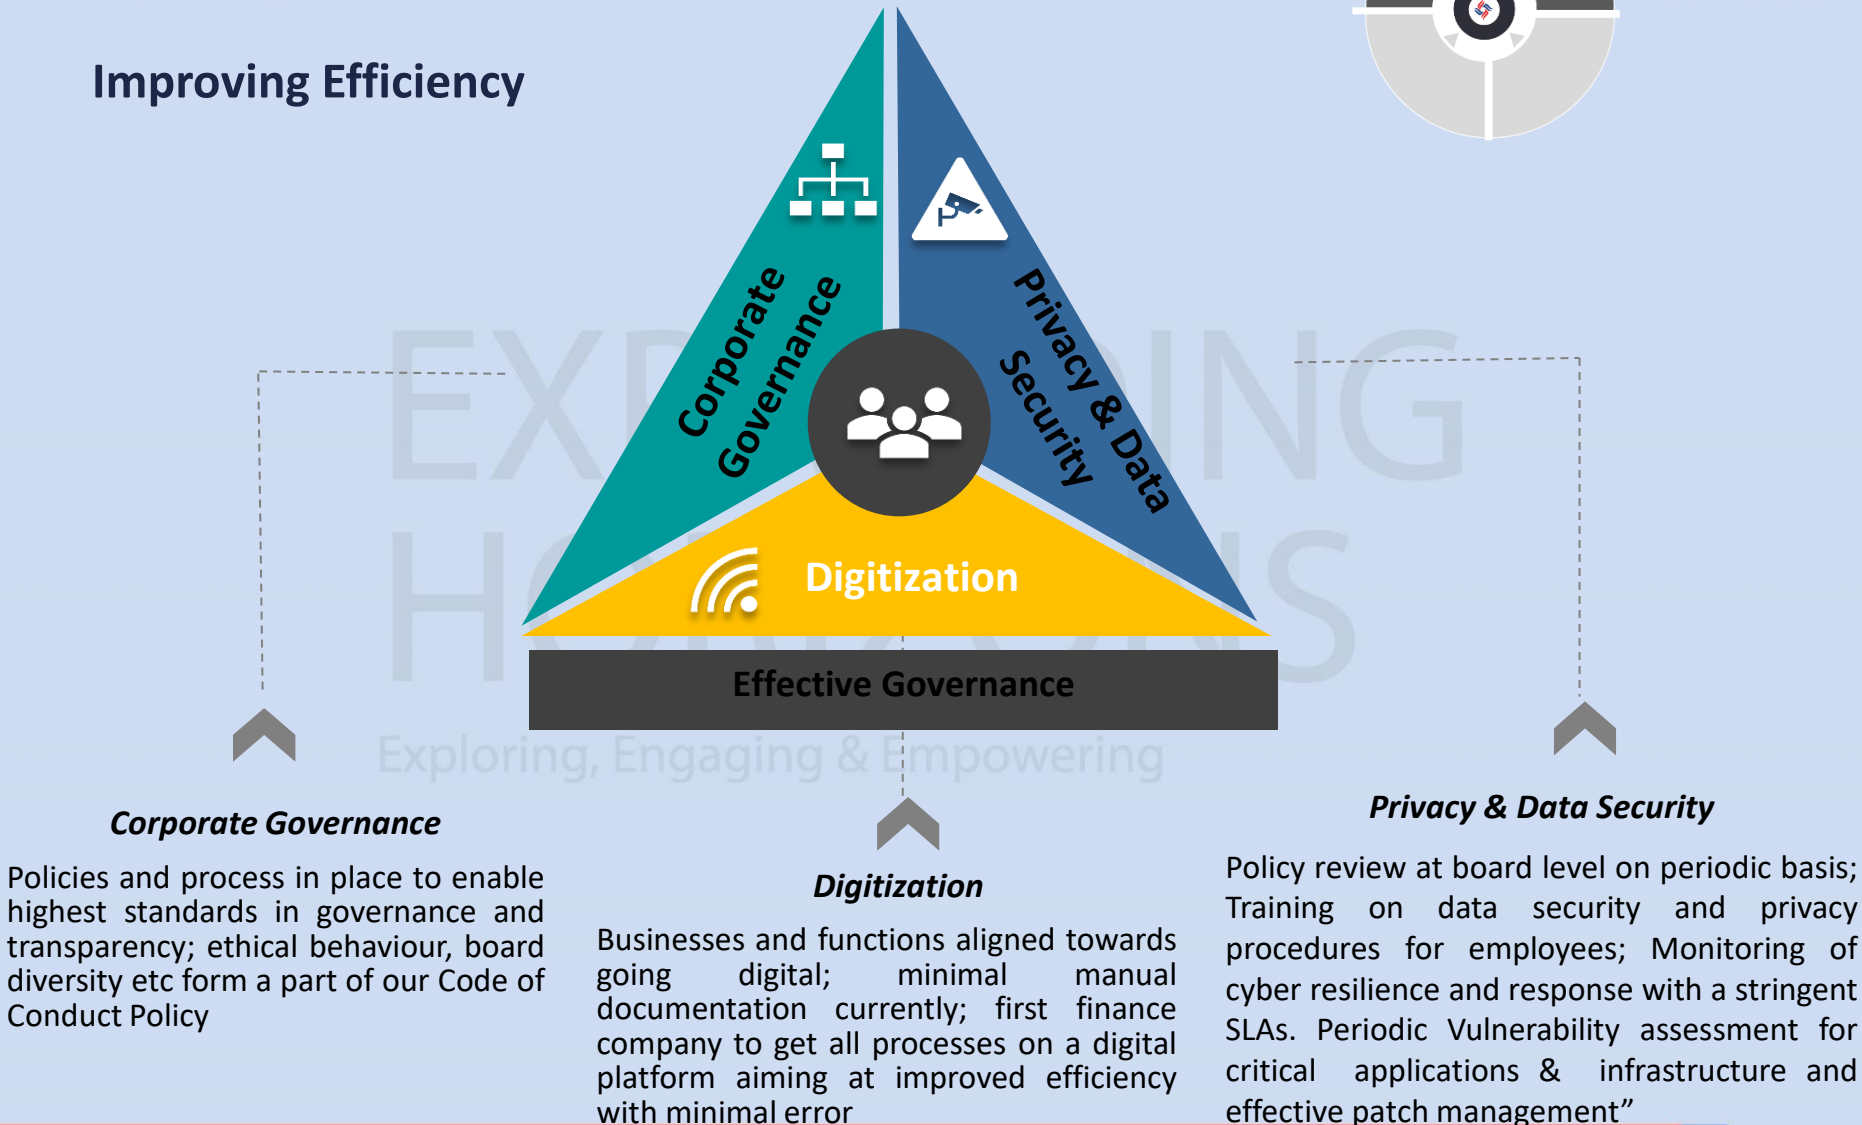 Improving Efficiency
Corporate
Governance
Privacy & Data
Security
Digitization
Effective Governance
Exploring, Engaging & Empowering
Corporate Governance
Policies and process in place to enable
highest standards in governance and
transparency; ethical behaviour, board
diversity etc form a part of our Code of
Conduct Policy
Digitization
Businesses and functions aligned towards
going digital; minimal manual
documentation currently; first finance
company to get all processes on a digital
platform aiming at improved efficiency
with minimal error
Privacy & Data Security
Policy review at board level on periodic basis;
Training on data security and privacy
procedures for employees; Monitoring of
cyber resilience and response with a stringent
SLAs. Periodic Vulnerability assessment for
critical applications & infrastructure and
effective patch management”